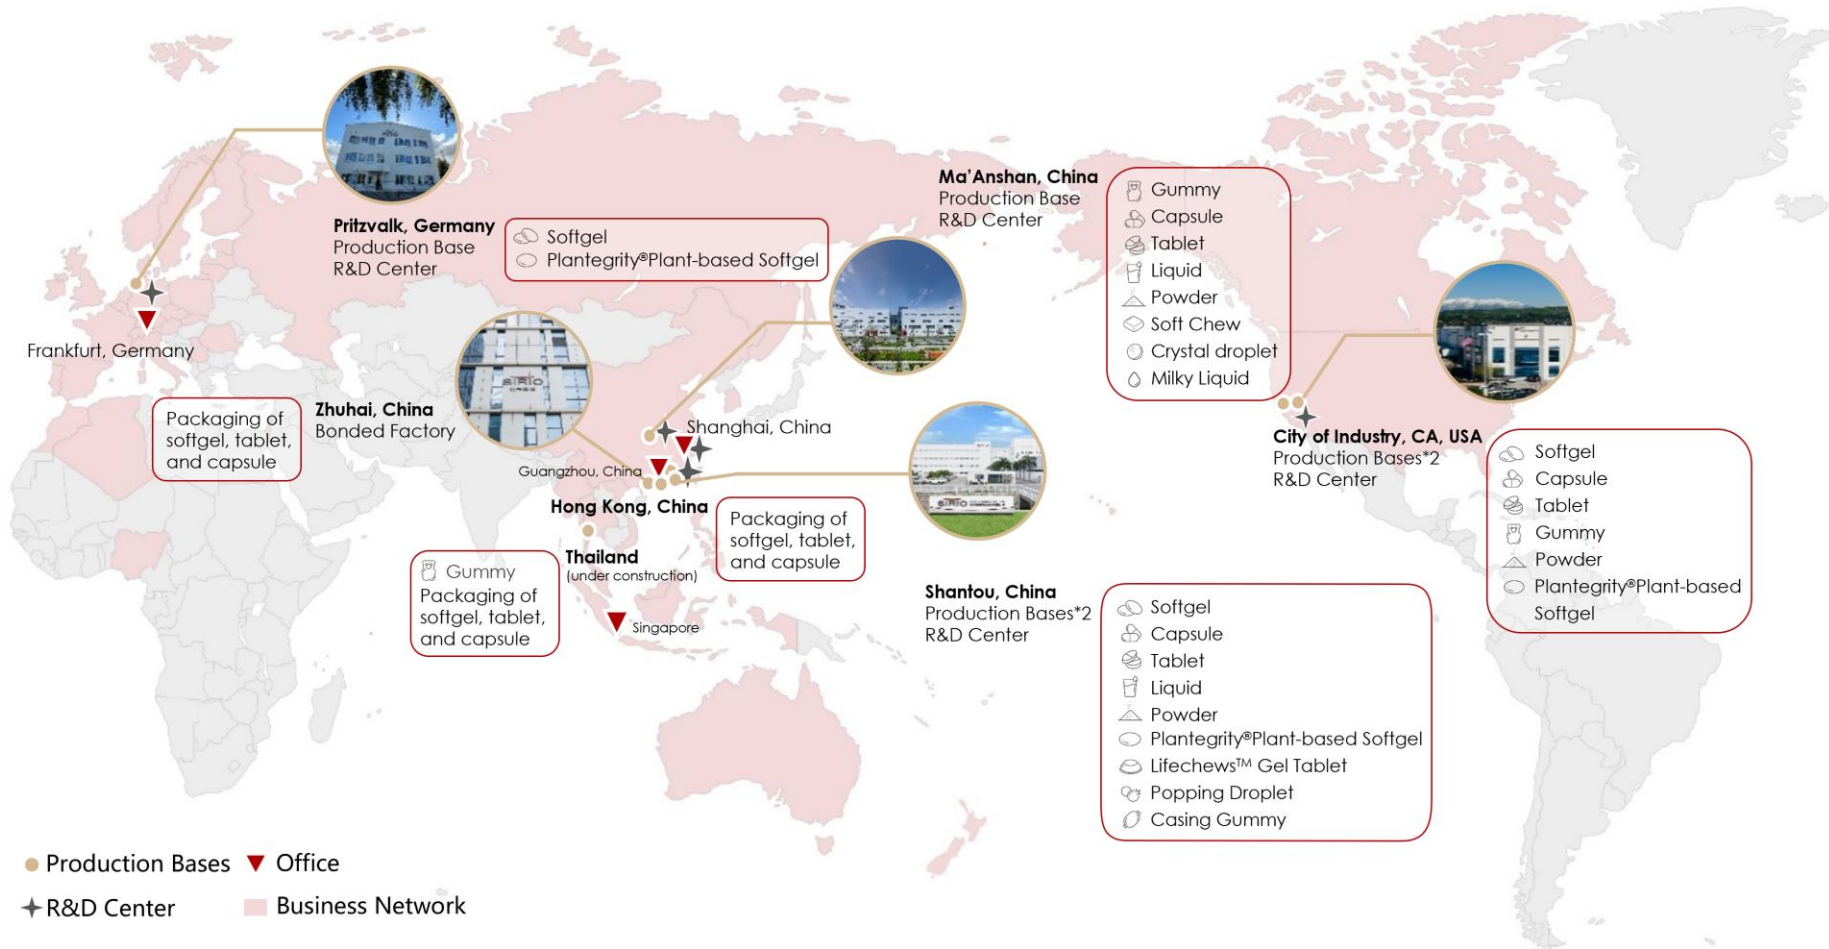 Pritzvalk, Germany
Production Base
R&D Center
Softgel
Plantegrity®Plant-based Softgel
Frankfurt, Germany
Ma'Anshan, China
Production Base
R&D Center
Gummy
Capsule
Tablet
Liquid
Powder
Soft Chew
Crystal droplet
Milky Liquid
Packaging of
softgel, tablet,
and capsule
Zhuhai, China
Bonded Factory
SIRIO
Shanghai, China
Guangzhou, China
Hong Kong, China
Packaging of
softgel, tablet,
and capsule
Thailand
(under construction)
Gummy
Packaging of
softgel, tablet,
and capsule
Singapore
SIRIO
Shantou, China
Production Bases*2
R&D Center
Softgel
Capsule
Tablet
Liquid
Powder
Plantegrity®Plant-based Softgel
Lifechews™ Gel Tablet
Popping Droplet
Casing Gummy
City of Industry, CA, USA
Production Bases*2
R&D Center
Softgel
Capsule
Tablet
Gummy
Powder
Plantegrity®Plant-based
Softgel
Production Bases
Office
R&D Center
Business Network